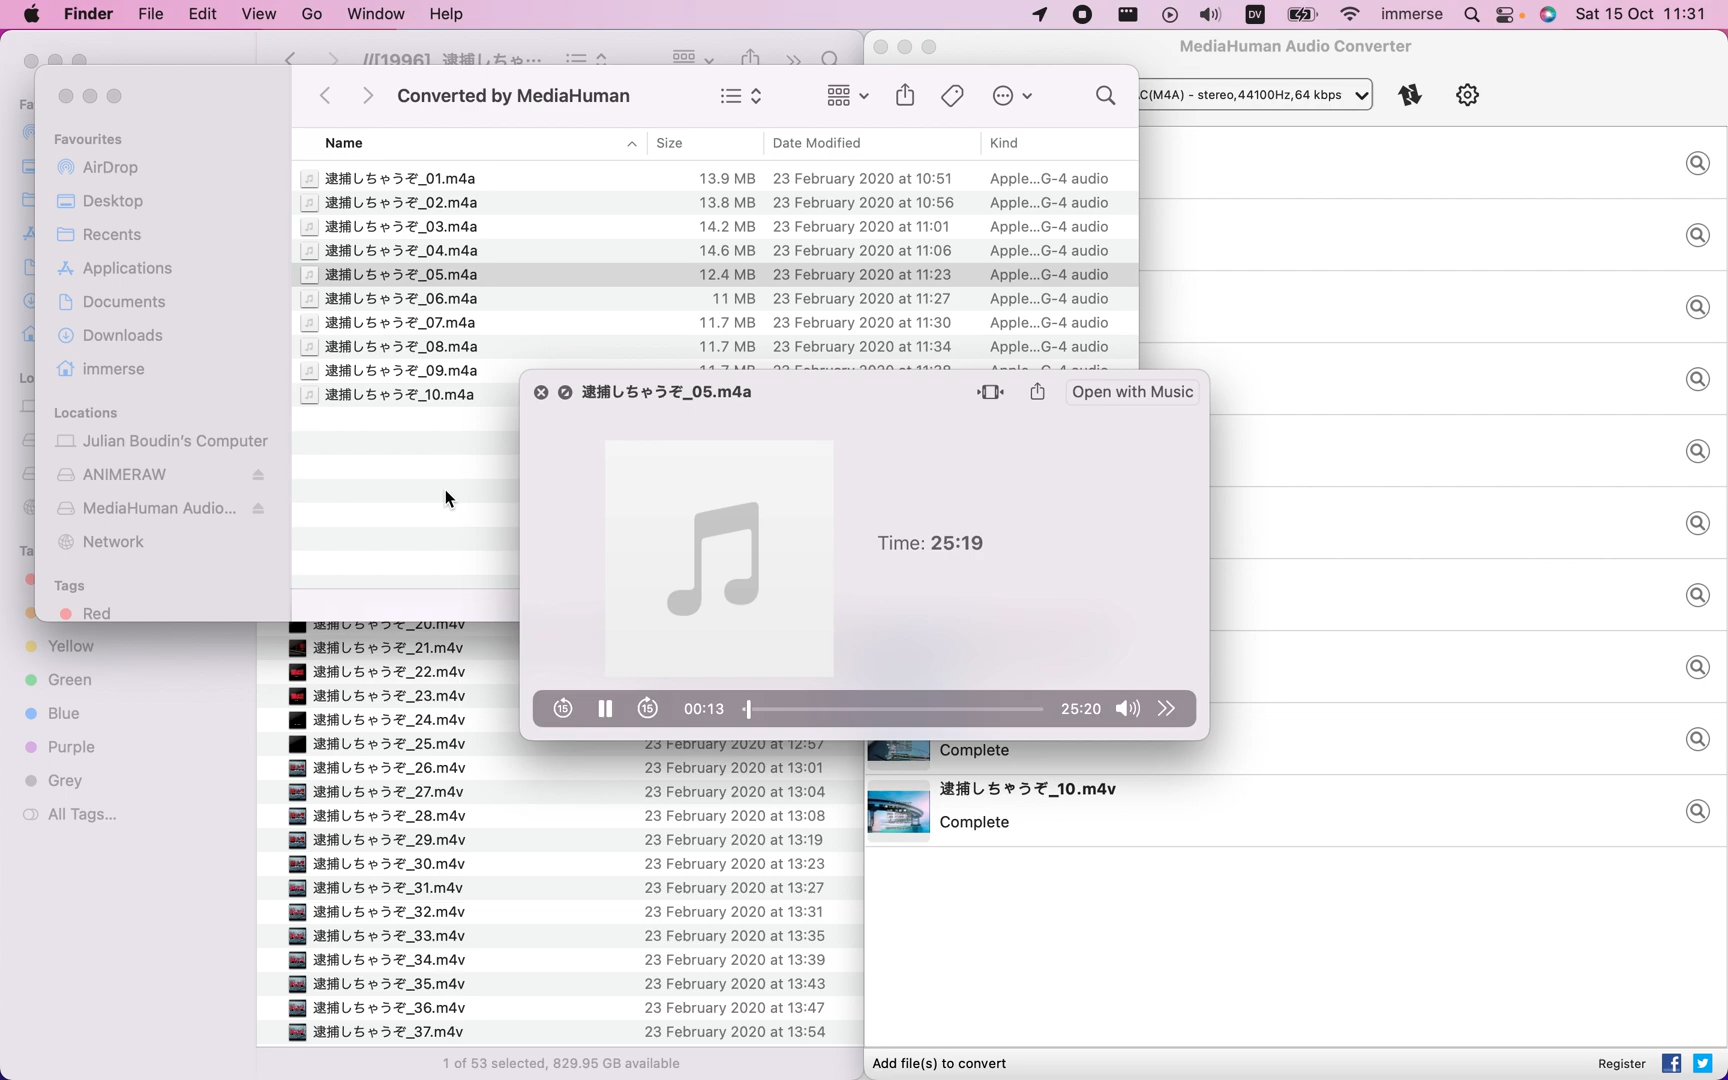 Finder File Edit View Go Window Help
DV immerse Sat 15 Oct 11:31
//[1996] 逮捕しちゃ…
MediaHuman Audio Converter
C(M4A) - stereo,44100Hz,64 kbps
Converted by MediaHuman
Fa
Favourites
AirDrop
Desktop
Recents
Applications
Documents
Downloads
immerse
Lo
Locations
Julian Boudin's Computer
ANIMERAW
MediaHuman Audio...
Network
Ta
Tags
Red
Yellow
Green
Blue
Purple
Grey
All Tags...
Name Size Date Modified Kind
逮捕しちゃうぞ_01.m4a 13.9 MB 23 February 2020 at 10:51 Apple...G-4 audio
逮捕しちゃうぞ_02.m4a 13.8 MB 23 February 2020 at 10:56 Apple...G-4 audio
逮捕しちゃうぞ_03.m4a 14.2 MB 23 February 2020 at 11:01 Apple...G-4 audio
逮捕しちゃうぞ_04.m4a 14.6 MB 23 February 2020 at 11:06 Apple...G-4 audio
逮捕しちゃうぞ_05.m4a 12.4 MB 23 February 2020 at 11:23 Apple...G-4 audio
逮捕しちゃうぞ_06.m4a 11 MB 23 February 2020 at 11:27 Apple...G-4 audio
逮捕しちゃうぞ_07.m4a 11.7 MB 23 February 2020 at 11:30 Apple...G-4 audio
逮捕しちゃうぞ_08.m4a 11.7 MB 23 February 2020 at 11:34 Apple...G-4 audio
逮捕しちゃうぞ_09.m4a
逮捕しちゃうぞ_10.m4a
逮捕しちゃうぞ_05.m4a Open with Music
Time: 25:19
15 15 00:13 25:20
逮捕しちゃうぞ_20.m4v
逮捕しちゃうぞ_21.m4v
逮捕しちゃうぞ_22.m4v
逮捕しちゃうぞ_23.m4v
逮捕しちゃうぞ_24.m4v
逮捕しちゃうぞ_25.m4v 23 February 2020 at 12:57
逮捕しちゃうぞ_26.m4v 23 February 2020 at 13:01
逮捕しちゃうぞ_27.m4v 23 February 2020 at 13:04
逮捕しちゃうぞ_28.m4v 23 February 2020 at 13:08
逮捕しちゃうぞ_29.m4v 23 February 2020 at 13:19
逮捕しちゃうぞ_30.m4v 23 February 2020 at 13:23
逮捕しちゃうぞ_31.m4v 23 February 2020 at 13:27
逮捕しちゃうぞ_32.m4v 23 February 2020 at 13:31
逮捕しちゃうぞ_33.m4v 23 February 2020 at 13:35
逮捕しちゃうぞ_34.m4v 23 February 2020 at 13:39
逮捕しちゃうぞ_35.m4v 23 February 2020 at 13:43
逮捕しちゃうぞ_36.m4v 23 February 2020 at 13:47
逮捕しちゃうぞ_37.m4v 23 February 2020 at 13:54
1 of 53 selected, 829.95 GB available
Complete
逮捕しちゃうぞ_10.m4v
Complete
Add file(s) to convert
Register